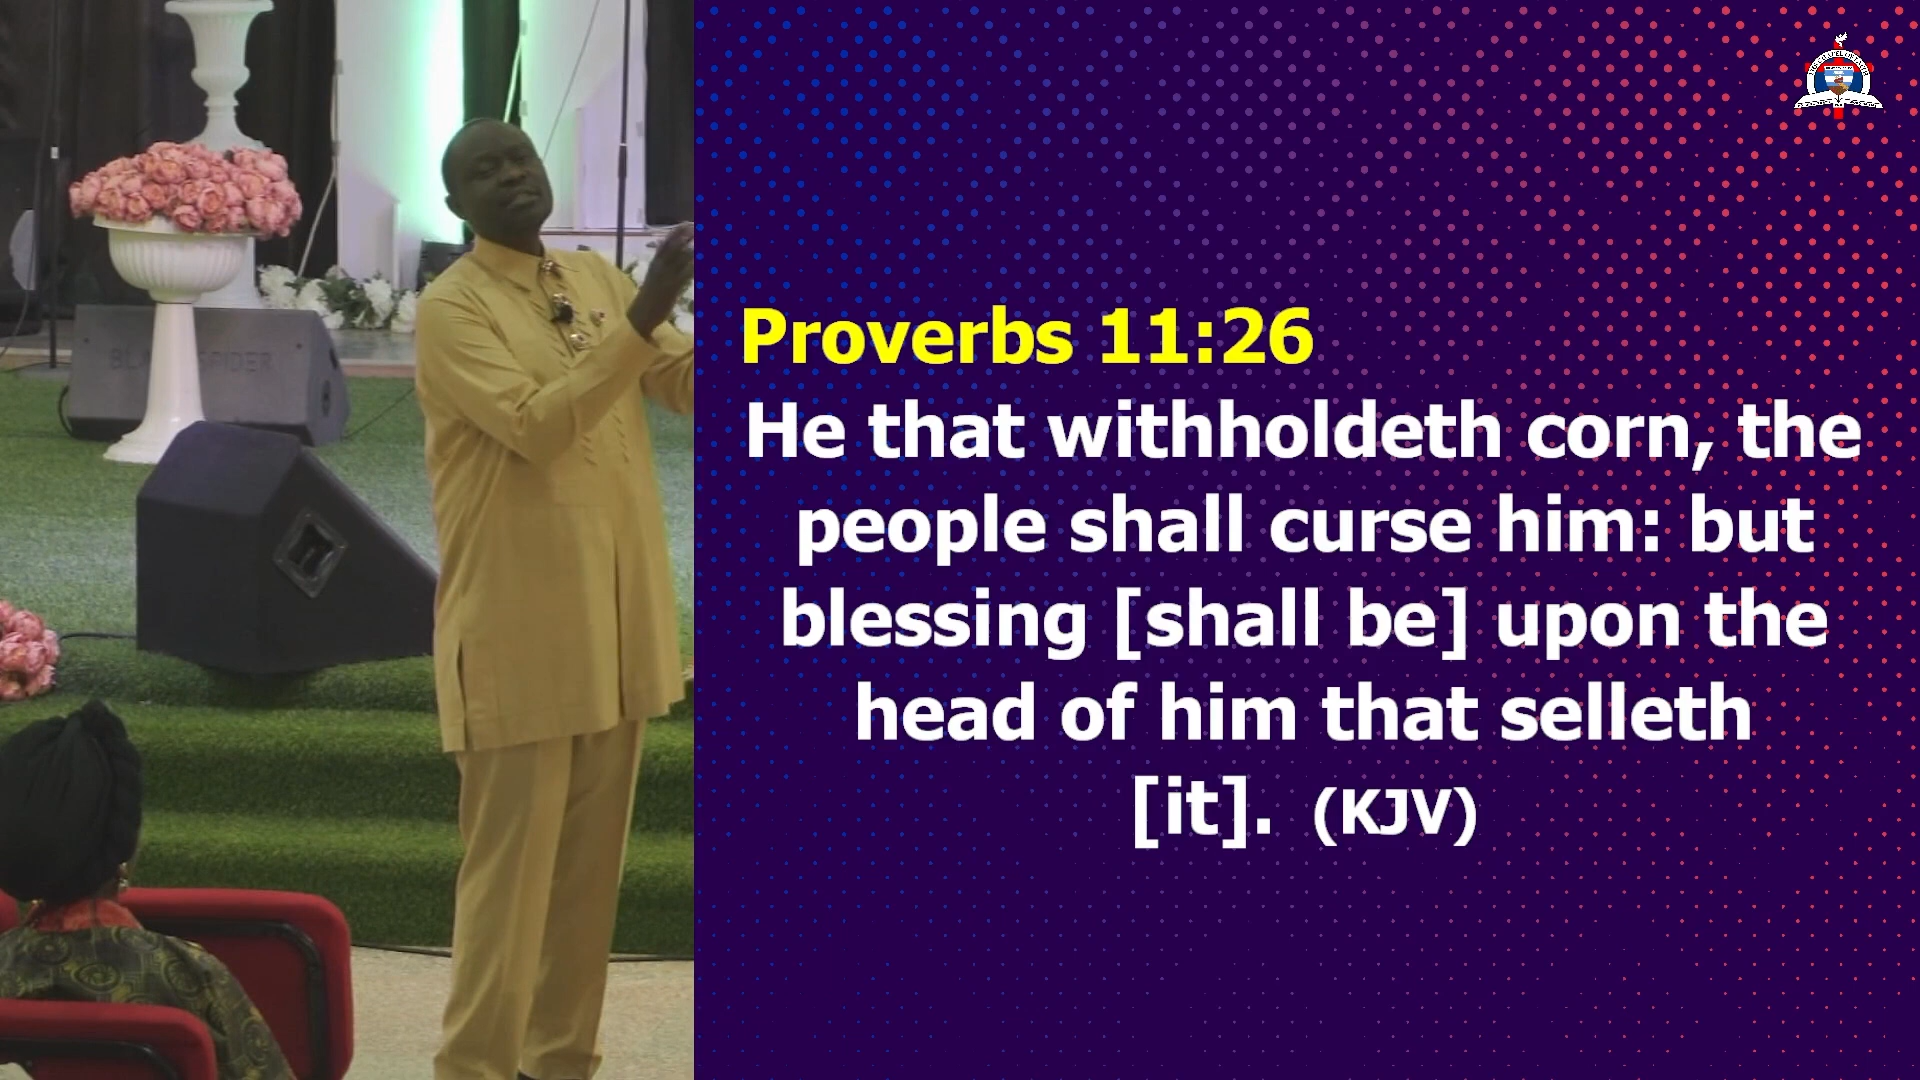 Proverbs 11:26
He that withholdeth corn, the
people shall curse him: but
blessing [shall be] upon the
head of him that selleth
[it]. (KJV)